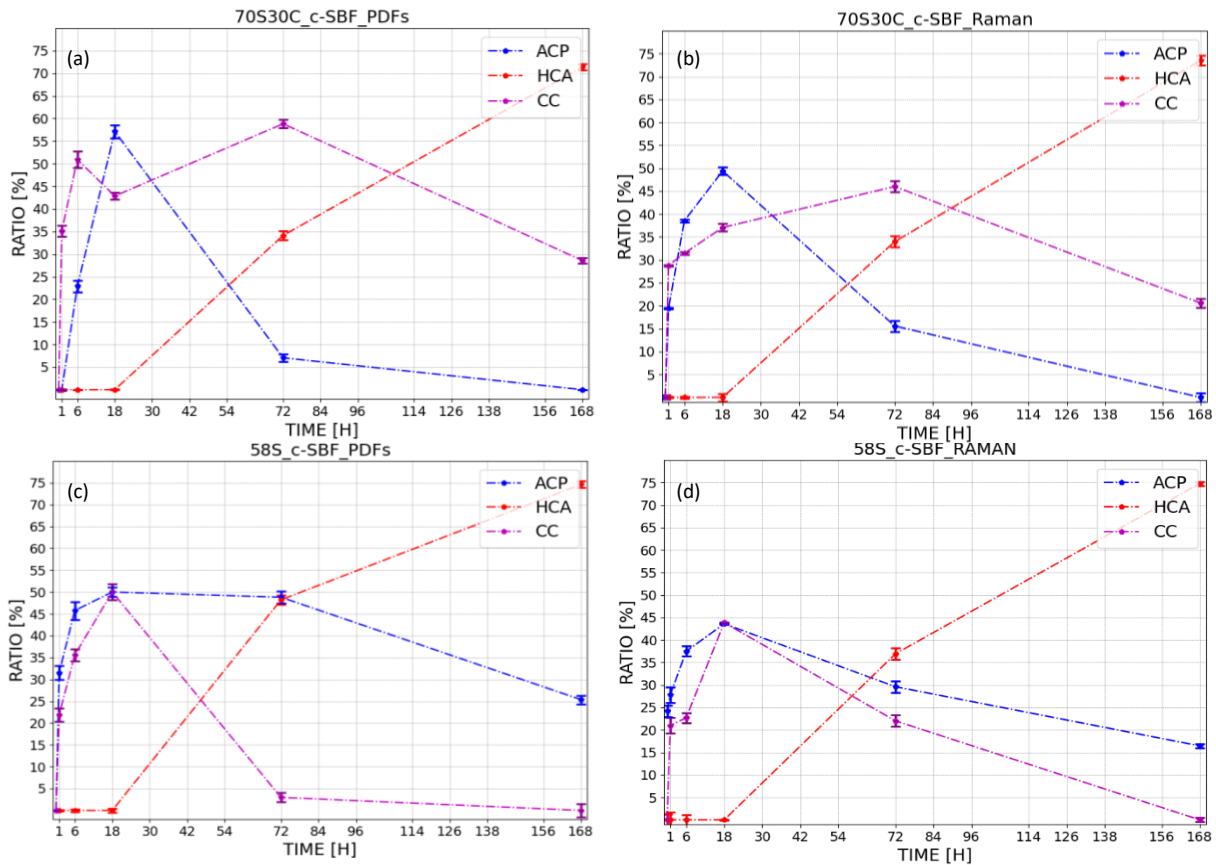 70S30C_c-SBF_PDFs
(a)
ACP
HCA
CC
RATIO [%]
75
70
65
60
55
50
45
40
35
30
25
20
15
10
5
1 6 18 30 42 54 72 84 96 114 126 138 156 168
TIME [H]
70S30C_c-SBF_Raman
(b)
ACP
HCA
CC
RATIO [%]
75
70
65
60
55
50
45
40
35
30
25
20
15
10
5
1 6 18 30 42 54 72 84 96 114 126 138 156 168
TIME [H]
58S_c-SBF_PDFs
(c)
ACP
HCA
CC
RATIO [%]
75
70
65
60
55
50
45
40
35
30
25
20
15
10
5
1 6 18 30 42 54 72 84 96 114 126 138 156 168
TIME [H]
58S_c-SBF_RAMAN
(d)
ACP
HCA
CC
RATIO [%]
75
70
65
60
55
50
45
40
35
30
25
20
15
10
5
1 6 18 30 42 54 72 84 96 114 126 138 156 168
TIME [H]